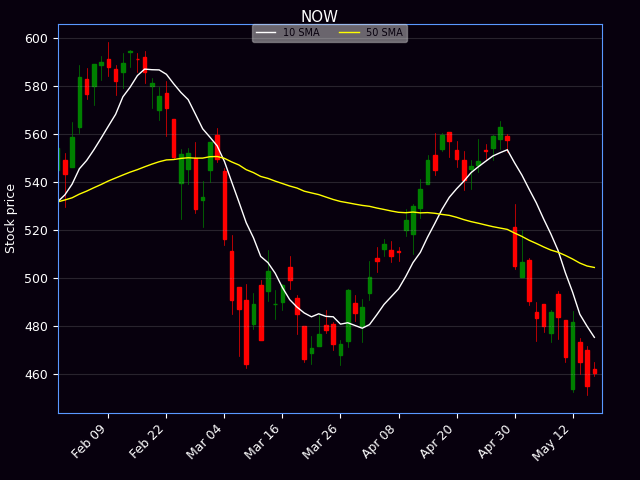 NOW
10 SMA
50 SMA
Stock price
600
580
560
540
520
500
480
460
Feb 09
Feb 22
Mar 04
Mar 16
Mar 26
Apr 08
Apr 20
Apr 30
May 12